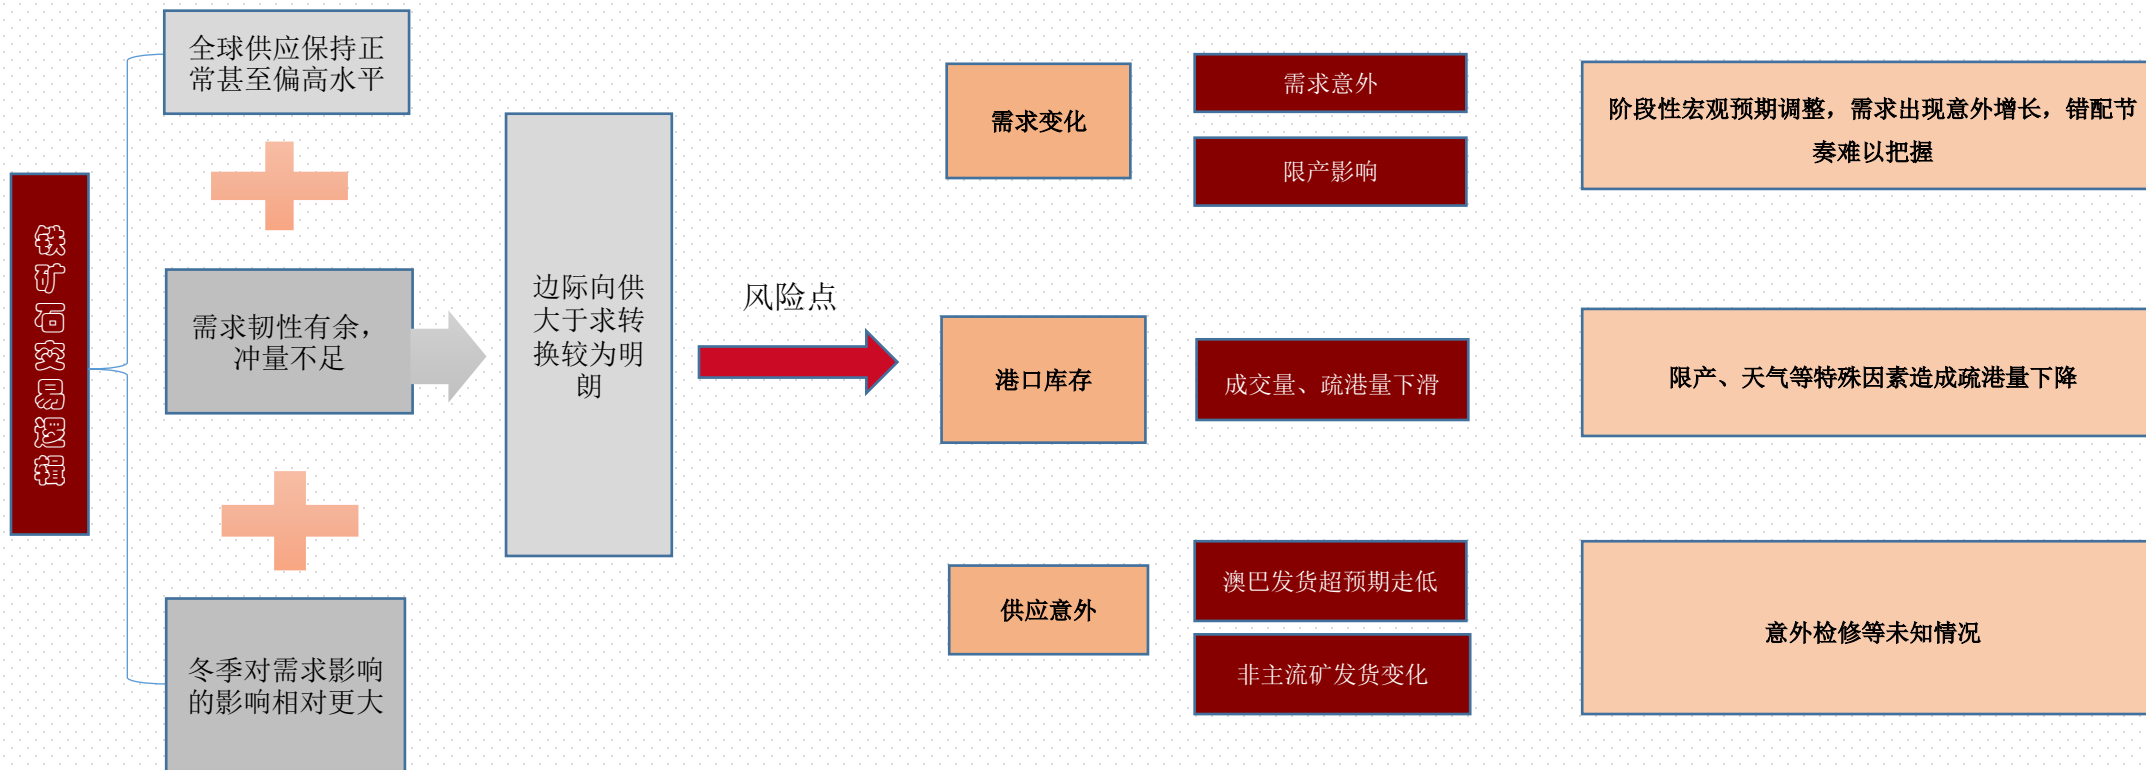 铁矿石交易逻辑
全球供应保持正
常甚至偏高水平
需求韧性有余,
冲量不足
冬季对需求影响
的影响相对更大
边际向供
大于求转
换较为明
朗
风险点
需求变化
需求意外
限产影响
阶段性宏观预期调整，需求出现意外增长，错配节
奏难以把握
港口库存
成交量、疏港量下滑
限产、天气等特殊因素造成疏港量下降
供应意外
澳巴发货超预期走低
非主流矿发货变化
意外检修等未知情况